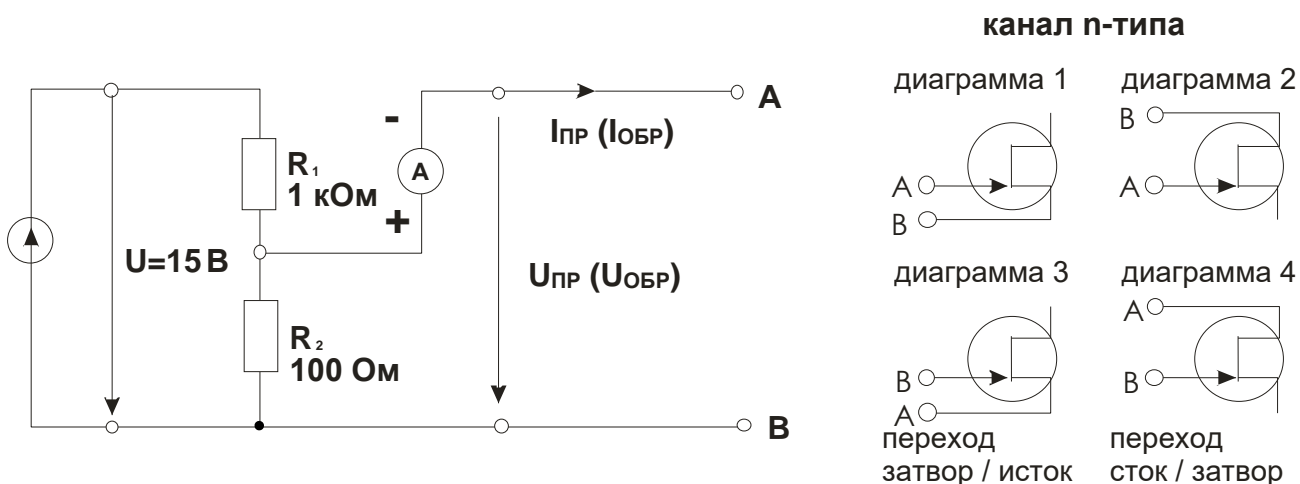 канал n-типа
диаграмма 1
диаграмма 2
U=15 В
R₁
1 кОм
R₂
100 Ом
-
A
+
IПР (IОБР)
UПР (UОБР)
A
B
A
B
B
A
диаграмма 3
диаграмма 4
B
A
A
B
переход
затвор / исток
переход
сток / затвор